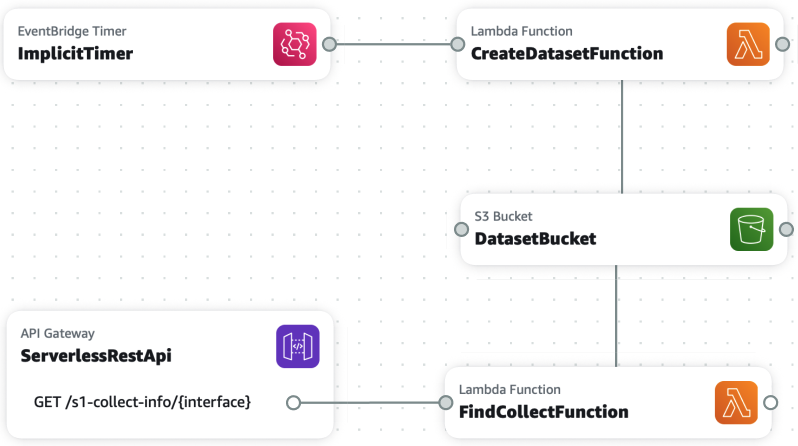 EventBridge Timer
ImplicitTimer
Lambda Function
CreateDatasetFunction
S3 Bucket
DatasetBucket
API Gateway
ServerlessRestApi
GET /s1-collect-info/{interface}
Lambda Function
FindCollectFunction